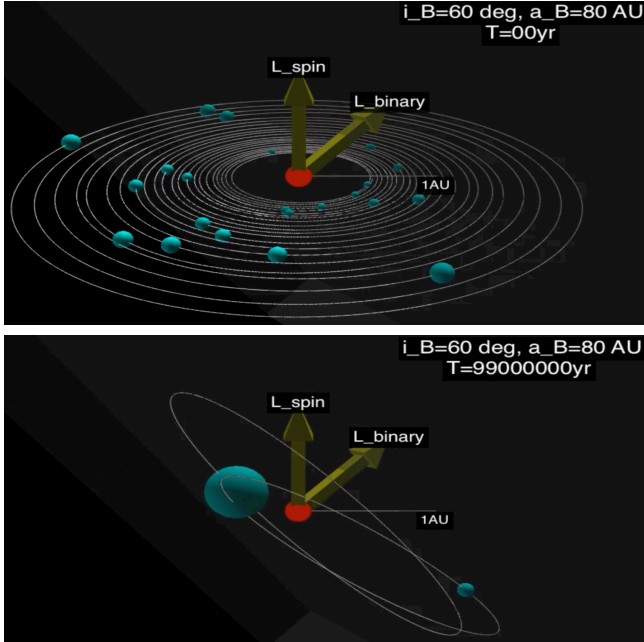 i_B=60 deg, a_B=80 AU
T=00yr
L_spin
L_binary
1AU
i_B=60 deg, a_B=80 AU
T=99000000yr
L_spin
L_binary
1AU